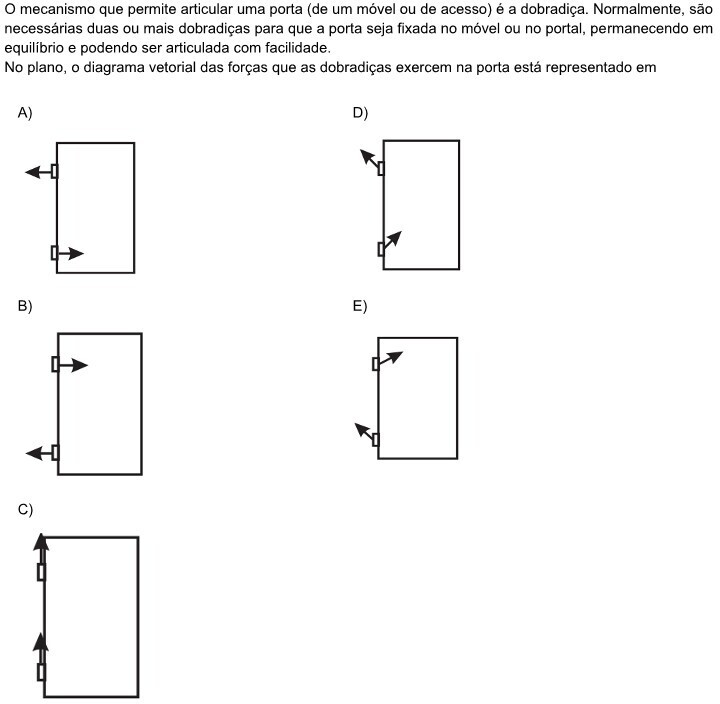 O mecanismo que permite articular uma porta (de um móvel ou de acesso) é a dobradiça. Normalmente, são
necessárias duas ou mais dobradiças para que a porta seja fixada no móvel ou no portal, permanecendo em
equilíbrio e podendo ser articulada com facilidade.
No plano, o diagrama vetorial das forças que as dobradiças exercem na porta está representado em
A)
D)
B)
E)
C)